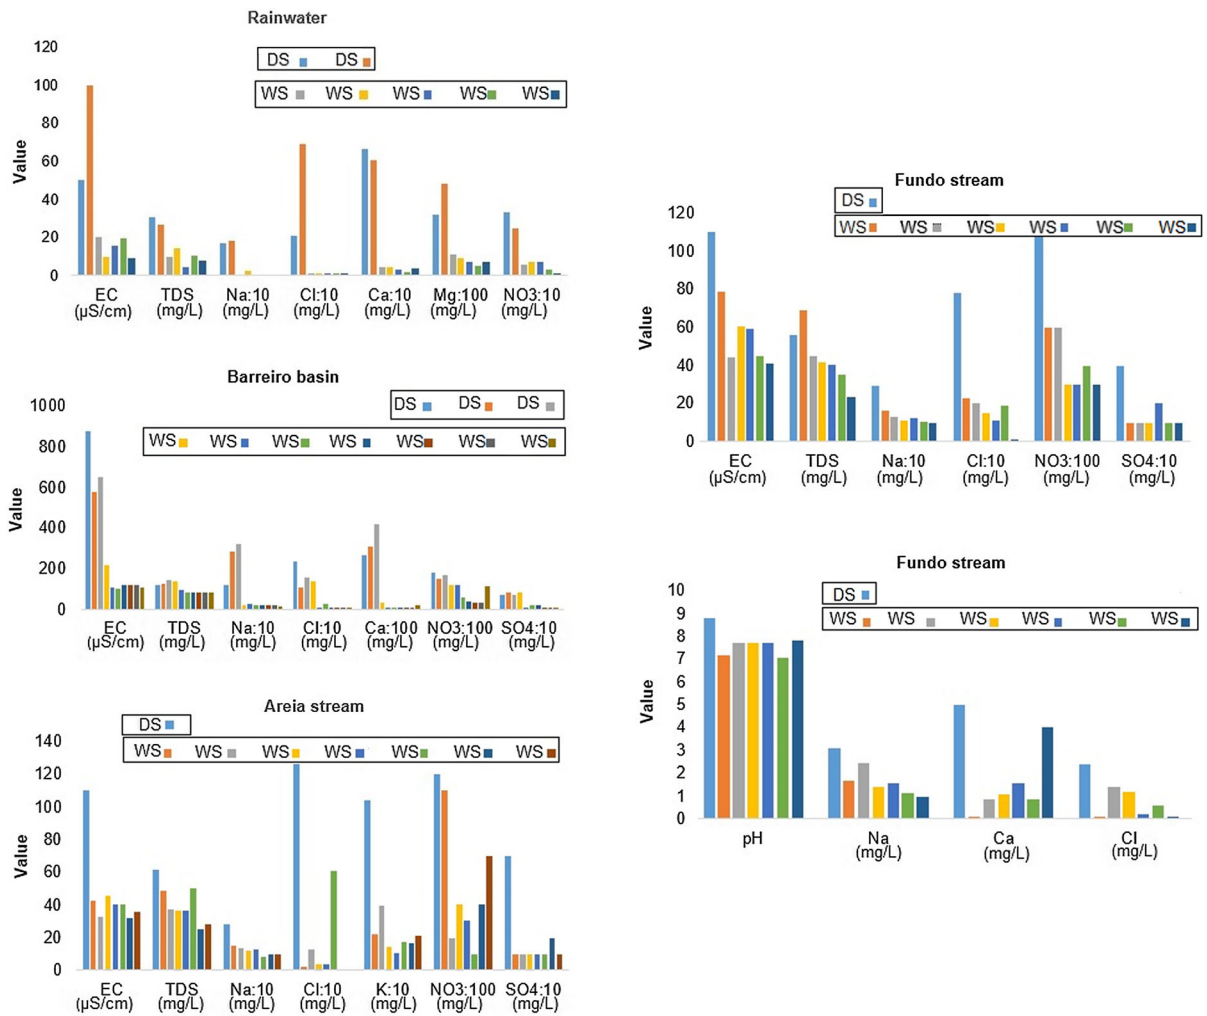 Rainwater
DS DS
WS WS WS WS WS
Value
120
100
80
60
40
20
0
EC TDS Na:10 Cl:10 Ca:10 Mg:100 NO3:10
(µS/cm) (mg/L) (mg/L) (mg/L) (mg/L) (mg/L) (mg/L)
Barreiro basin
DS DS DS
WS WS WS WS WS WS WS
Value
1000
800
600
400
200
0
EC TDS Na:10 Cl:10 Ca:100 NO3:100 SO4:10
(µS/cm) (mg/L) (mg/L) (mg/L) (mg/L) (mg/L) (mg/L)
Areia stream
DS
WS WS WS WS WS WS WS
Value
140
120
100
80
60
40
20
0
EC TDS Na:10 Cl:10 K:10 NO3:100 SO4:10
(µS/cm) (mg/L) (mg/L) (mg/L) (mg/L) (mg/L) (mg/L)
Fundo stream
DS
WS WS WS WS WS WS
Value
120
100
80
60
40
20
0
EC TDS Na:10 Cl:10 NO3:100 SO4:10
(µS/cm) (mg/L) (mg/L) (mg/L) (mg/L) (mg/L)
Fundo stream
DS
WS WS WS WS WS WS
Value
10
9
8
7
6
5
4
3
2
1
0
pH Na Ca Cl
(mg/L) (mg/L) (mg/L)